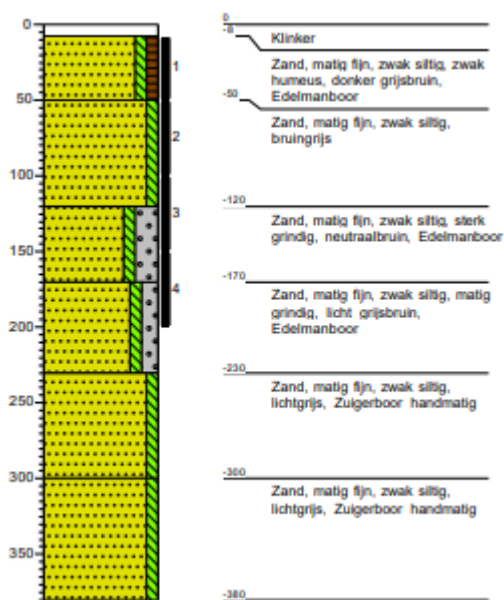 0
50
100
150
200
250
300
350
1
2
3
4
0
-8
Klinker
Zand, matig fijn, zwak siltig, zwak
humeus, donker grijsbruin,
Edelmanboor
-50
Zand, matig fijn, zwak siltig,
bruingrijs
-120
Zand, matig fijn, zwak siltig, sterk
grindig, neutraalbruin, Edelmanboor
-170
Zand, matig fijn, zwak siltig, matig
grindig, licht grijsbruin,
Edelmanboor
-230
Zand, matig fijn, zwak siltig,
lichtgrijs, Zuigerboor handmatig
-300
Zand, matig fijn, zwak siltig,
lichtgrijs, Zuigerboor handmatig
-380